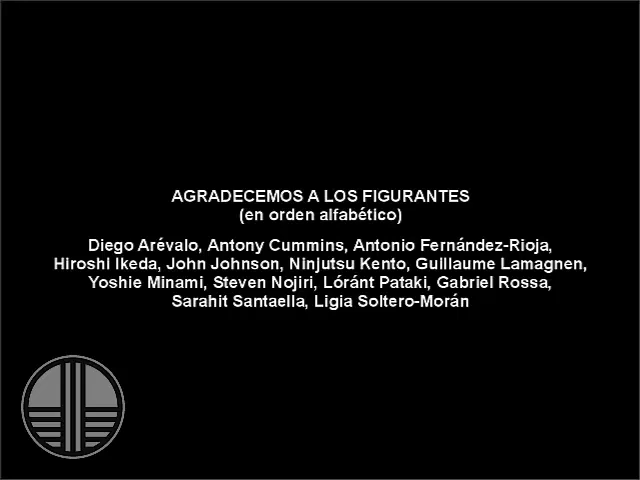 AGRADECEMOS A LOS FIGURANTES
(en orden alfabético)
Diego Arévalo, Antony Cummins, Antonio Fernández-Rioja,
Hiroshi Ikeda, John Johnson, Ninjutsu Kento, Guillaume Lamagnen,
Yoshie Minami, Steven Nojiri, Lóránt Pataki, Gabriel Rossa,
Sarahit Santaella, Ligia Soltero-Morán